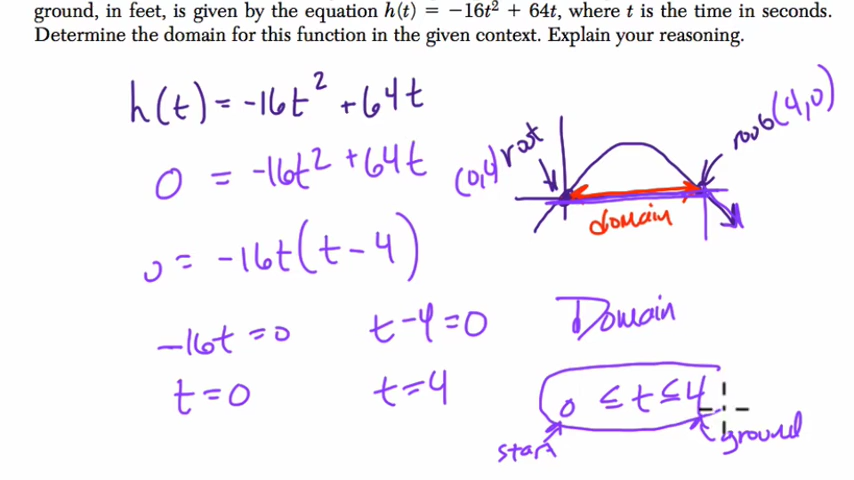 ground, in feet, is given by the equation h(t) = −16t² + 64t, where t is the time in seconds.
Determine the domain for this function in the given context. Explain your reasoning.
h(t) = -16t² + 64t
0 = -16t² + 64t
0 = -16t(t - 4)
-16t = 0 t - 4 = 0
t = 0 t = 4
root
root (4,0)
domain
Domain
0 ≤ t ≤ 4
start
ground